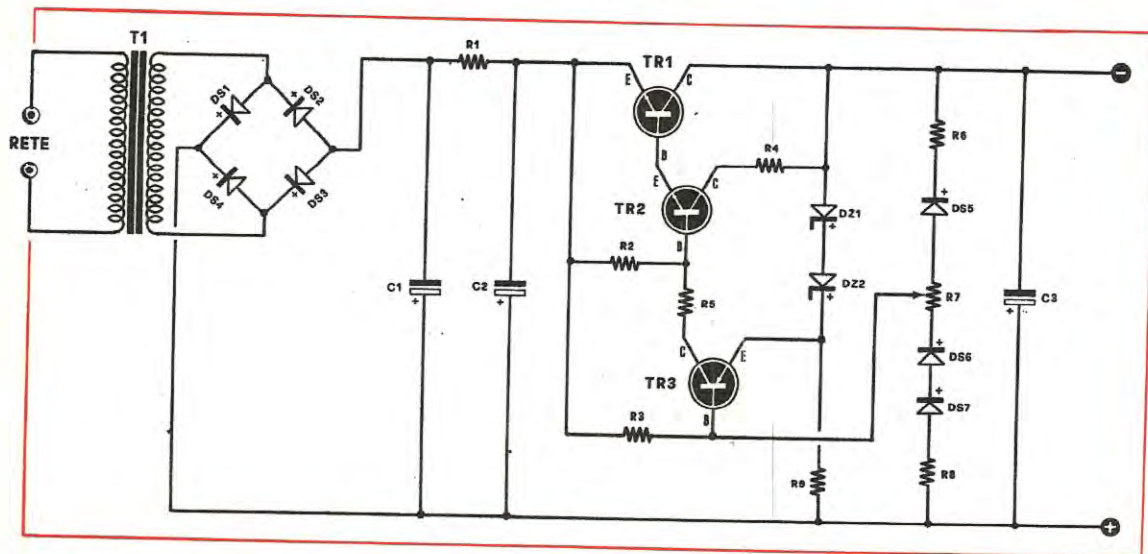 T1
RETE
DS1
DS2
DS4
DS3
R1
C1
+
C2
+
TR1
E
C
B
TR2
E
C
B
R4
R2
R5
TR3
C
E
B
R3
DZ1
+
DZ2
+
R9
R6
+
DS5
R7
+
DS6
+
DS7
R8
C3
+
-
+